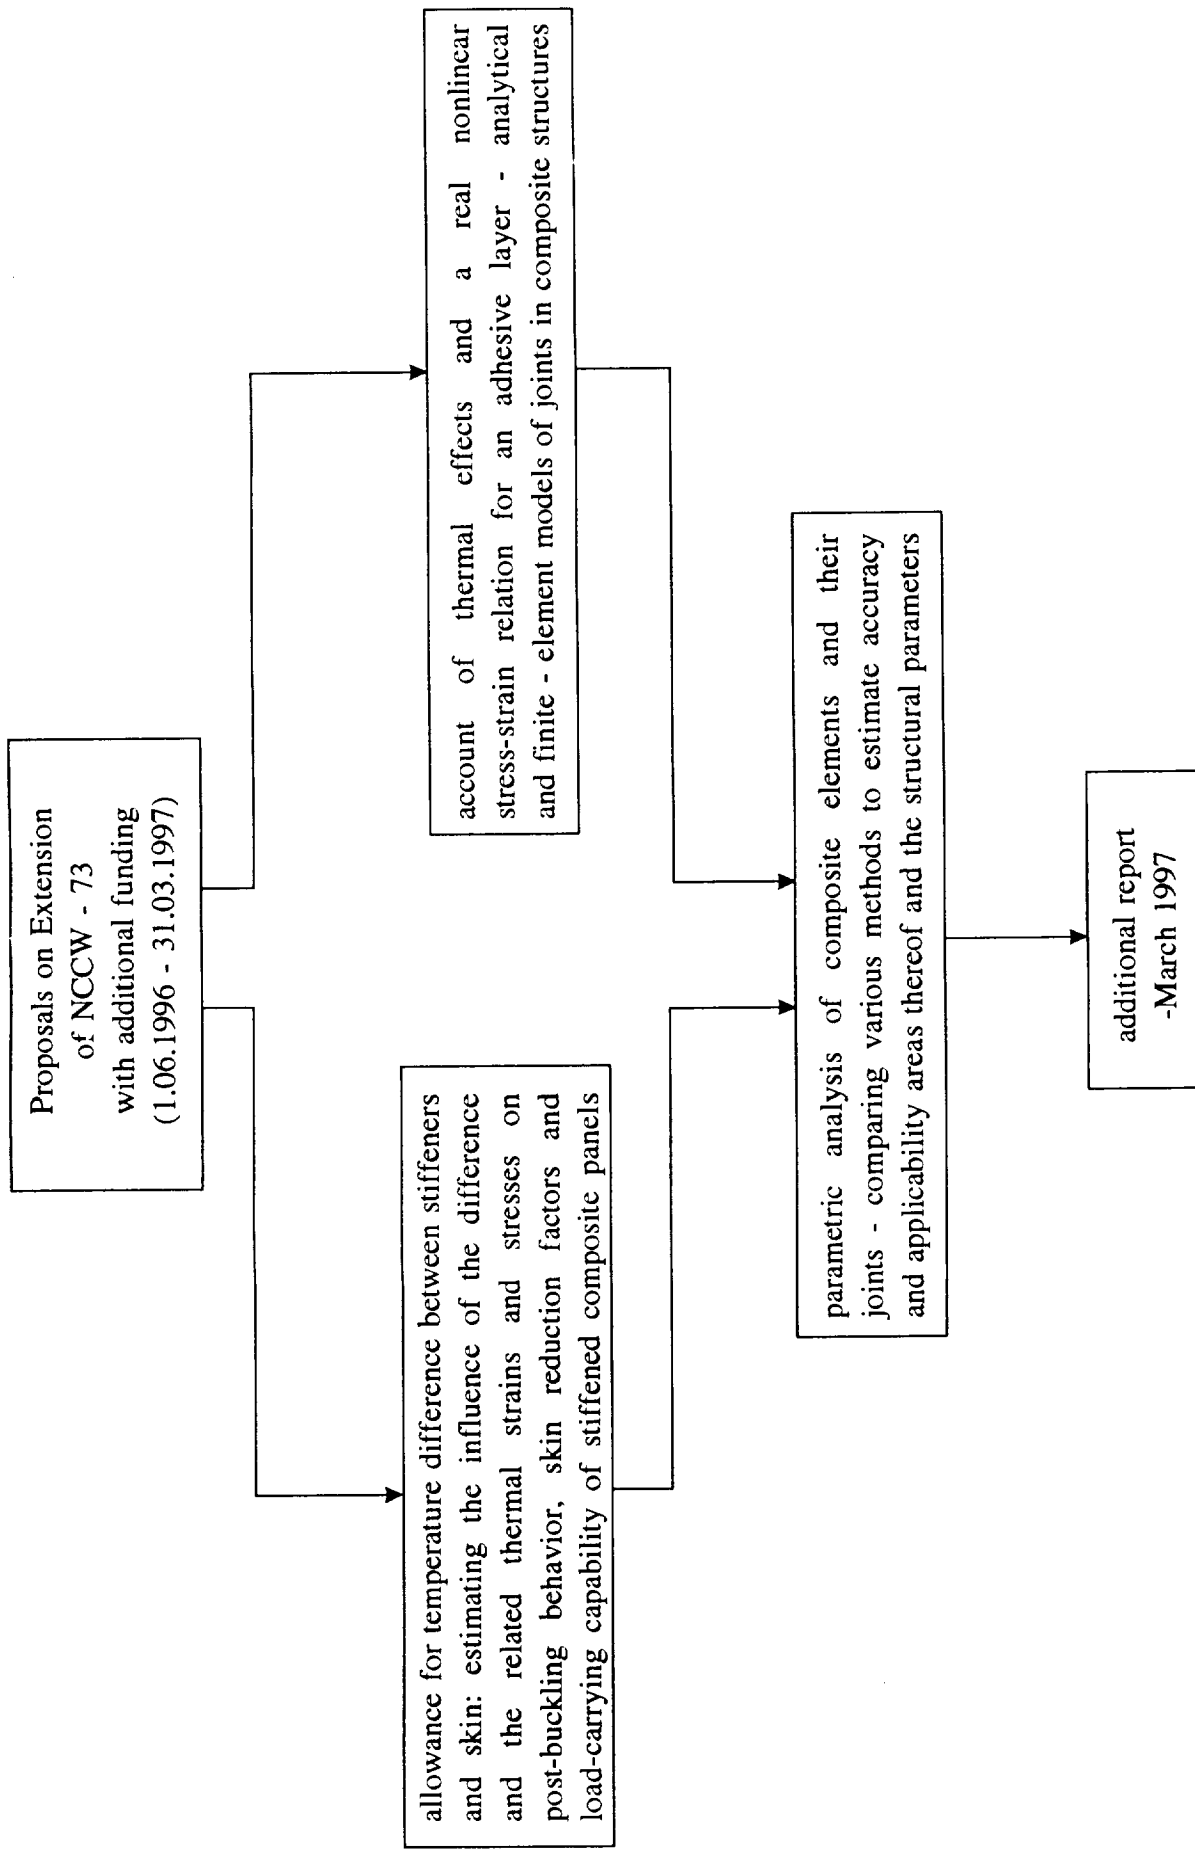 Proposals on Extension
of NCCW - 73
with additional funding
(1.06.1996 - 31.03.1997)
allowance for temperature difference between stiffeners
and skin: estimating the influence of the difference
and the related thermal strains and stresses on
post-buckling behavior, skin reduction factors and
load-carrying capability of stiffened composite panels
account of thermal effects and a real nonlinear
stress-strain relation for an adhesive layer - analytical
and finite - element models of joints in composite structures
parametric analysis of composite elements and their
joints - comparing various methods to estimate accuracy
and applicability areas thereof and the structural parameters
additional report
-March 1997